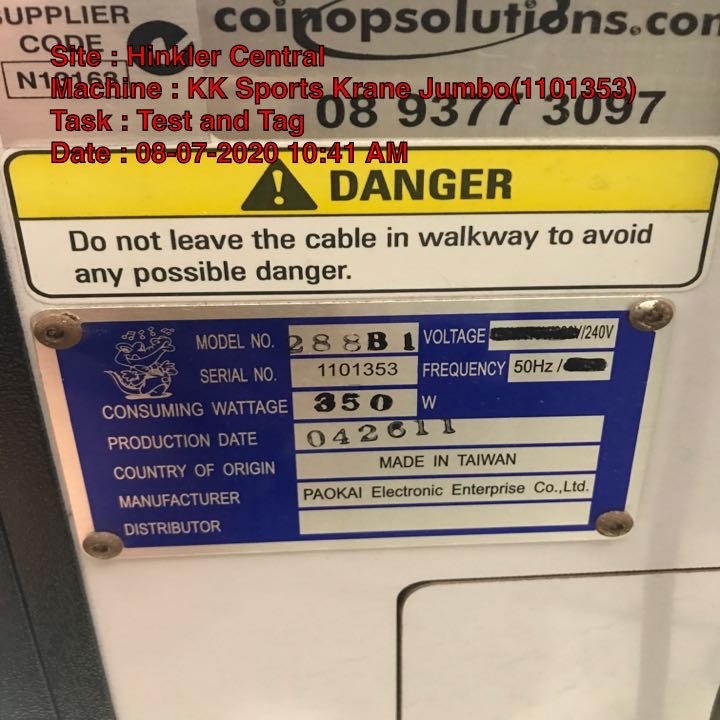 SUPPLIER
CODE
N10168
coinopsolutions.com
08 9377 3097
Site : Hinkler Central
Machine : KK Sports Krane Jumbo(1101353)
Task : Test and Tag
Date : 08-07-2020 10:41 AM
DANGER
Do not leave the cable in walkway to avoid
any possible danger.
MODEL NO. 288B1 VOLTAGE V/240V
SERIAL NO. 1101353 FREQUENCY 50Hz /
CONSUMING WATTAGE 350 W
PRODUCTION DATE 042611
COUNTRY OF ORIGIN MADE IN TAIWAN
MANUFACTURER PAOKAI Electronic Enterprise Co.,Ltd.
DISTRIBUTOR